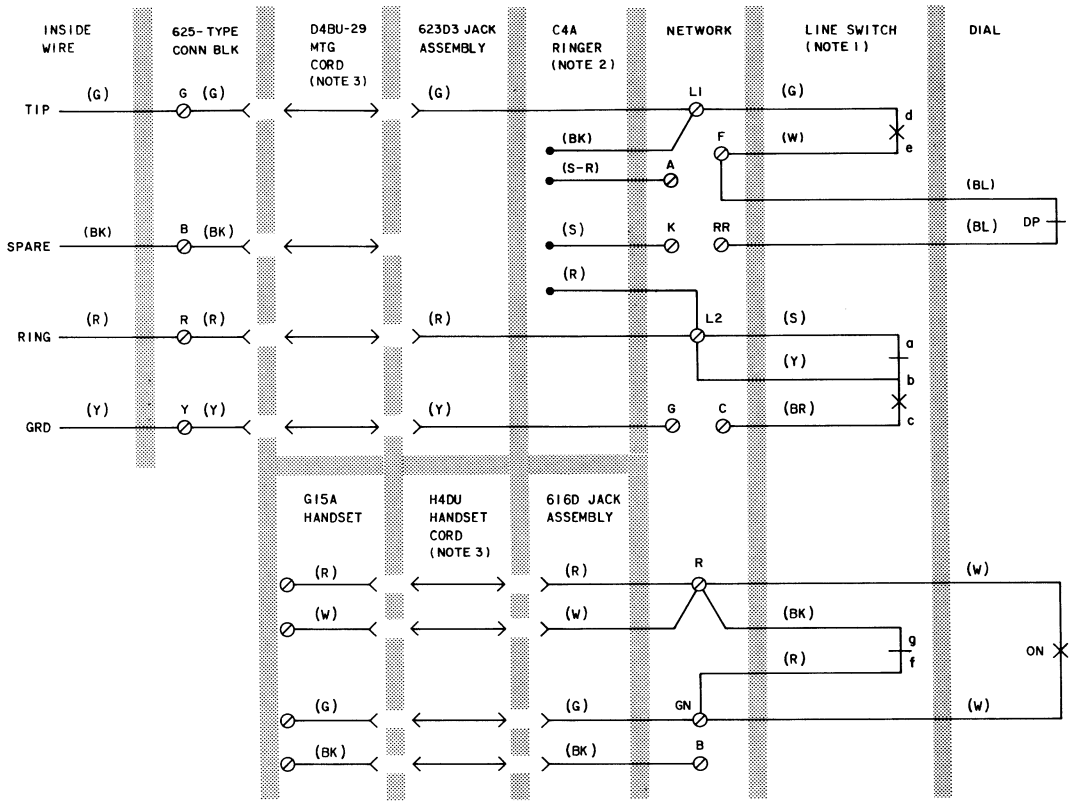 INSIDE WIRE
625-TYPE CONN BLK
D4BU-29 MTG CORD (NOTE 3)
623D3 JACK ASSEMBLY
C4A RINGER (NOTE 2)
NETWORK
LINE SWITCH (NOTE 1)
DIAL
TIP (G) G (G) (G) L1 (G)
d
(BK) F (W) e
(S-R) A
(BL)
DP
SPARE (BK) B (BK) (S) K RR (BL)
(R)
RING (R) R (R) (R) L2 (S)
a
(Y) b
GRD (Y) Y (Y) (Y) G C (BR) c
G15A HANDSET
H4DU HANDSET CORD (NOTE 3)
616D JACK ASSEMBLY
(R) (R) R (W)
(W) (W) (BK)
g
ON
(R) f
(G) (G) GN (W)
(BK) (BK) B